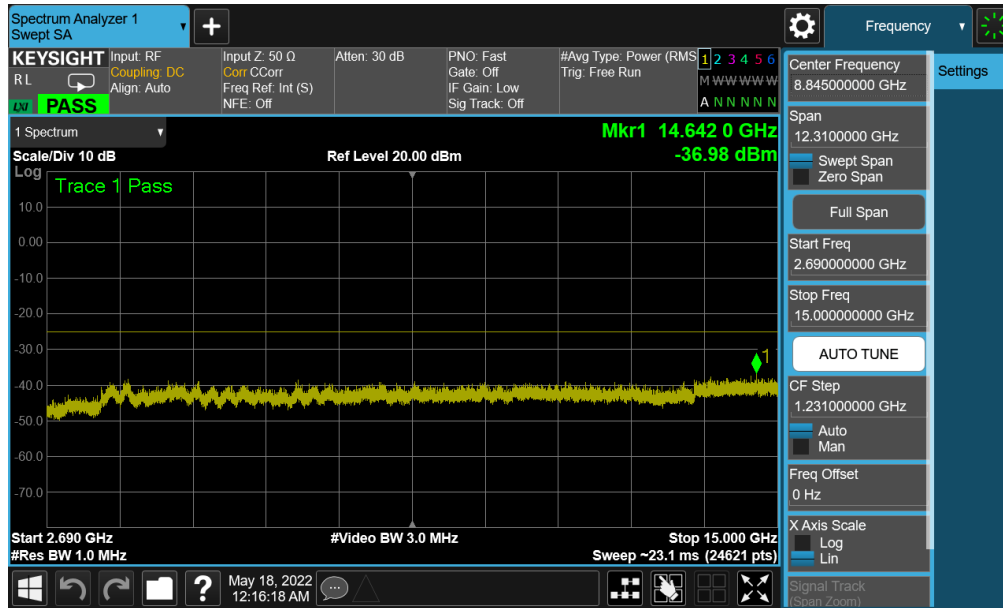 Spectrum Analyzer 1
Swept SA
+
Frequency
KEYSIGHT
RL
LXI PASS
Input: RF
Coupling: DC
Align: Auto
Input Z: 50 Ω
Corr CCorr
Freq Ref: Int (S)
NFE: Off
Atten: 30 dB
PNO: Fast
Gate: Off
IF Gain: Low
Sig Track: Off
#Avg Type: Power (RMS
Trig: Free Run
1 2 3 4 5 6
M W W W W W
A N N N N N
1 Spectrum
Scale/Div 10 dB
Ref Level 20.00 dBm
Mkr1 14.642 0 GHz
-36.98 dBm
Log
Trace 1 Pass
10.0
0.00
-10.0
-20.0
-30.0
-40.0
-50.0
-60.0
-70.0
1
Start 2.690 GHz
#Video BW 3.0 MHz
Stop 15.000 GHz
#Res BW 1.0 MHz
Sweep ~23.1 ms (24621 pts)
Center Frequency
8.845000000 GHz
Settings
Span
12.3100000 GHz
Swept Span
Zero Span
Full Span
Start Freq
2.690000000 GHz
Stop Freq
15.000000000 GHz
AUTO TUNE
CF Step
1.231000000 GHz
Auto
Man
Freq Offset
0 Hz
X Axis Scale
Log
Lin
Signal Track
(Span Zoom)
?
May 18, 2022
12:16:18 AM